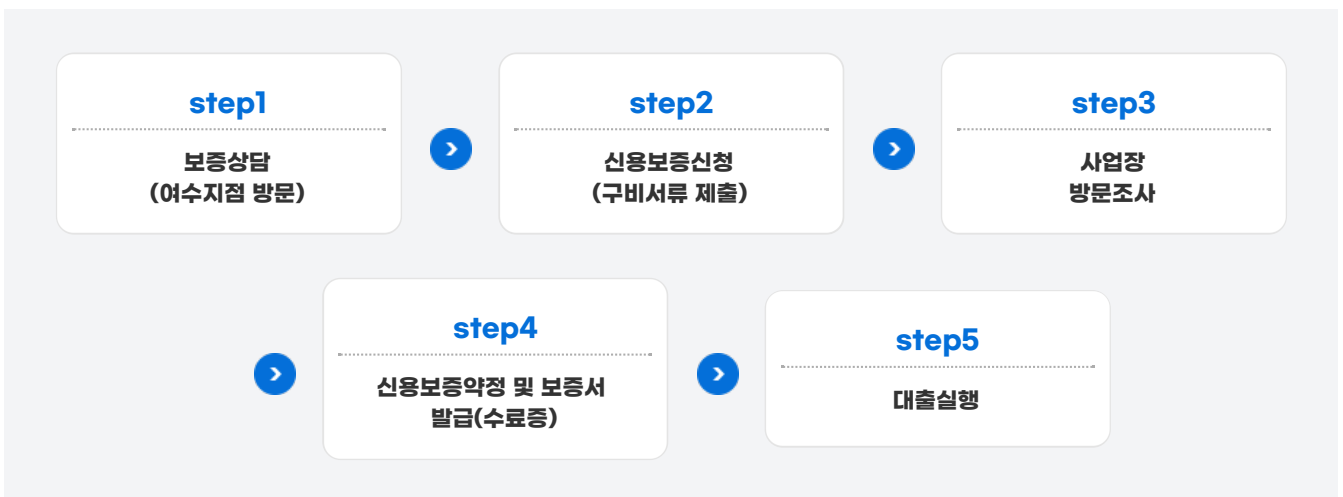 step1
보증상담
(여수지점 방문)
step2
신용보증신청
(구비서류 제출)
step3
사업장
방문조사
step4
신용보증약정 및 보증서
발급(수료증)
step5
대출실행